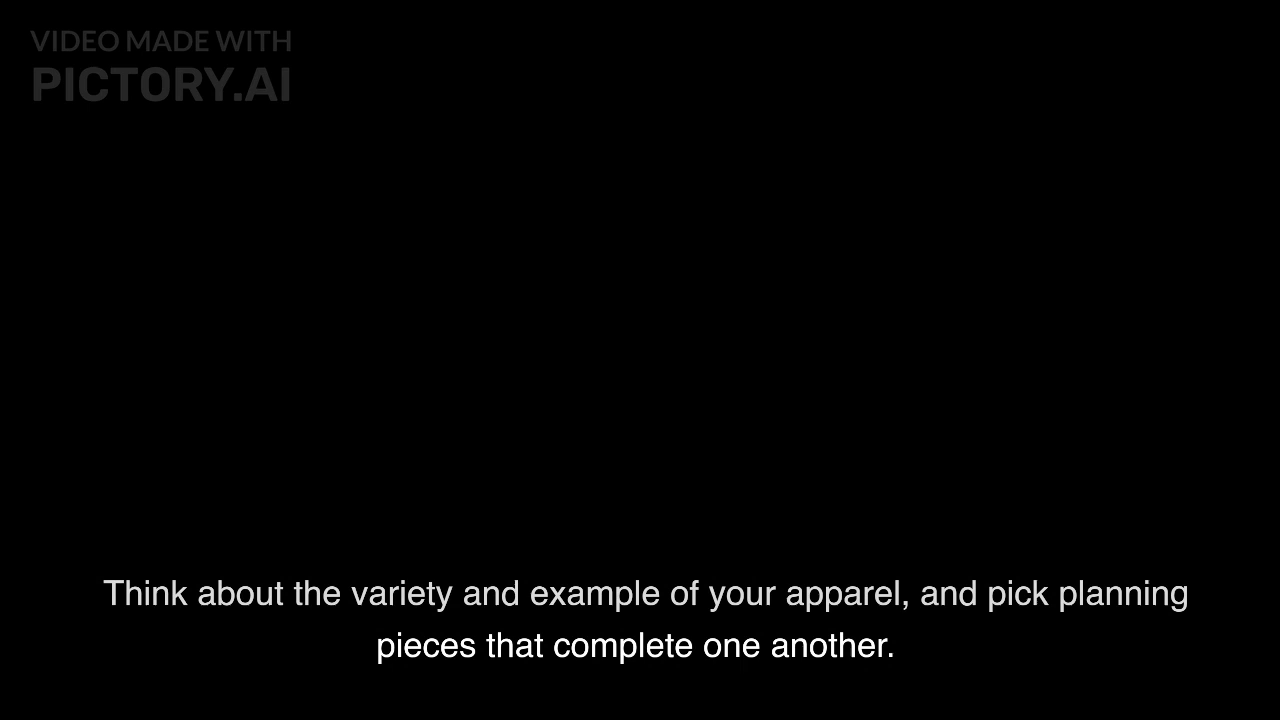 VIDEO MADE WITH
PICTORY.AI
Think about the variety and example of your apparel, and pick planning
pieces that complete one another.